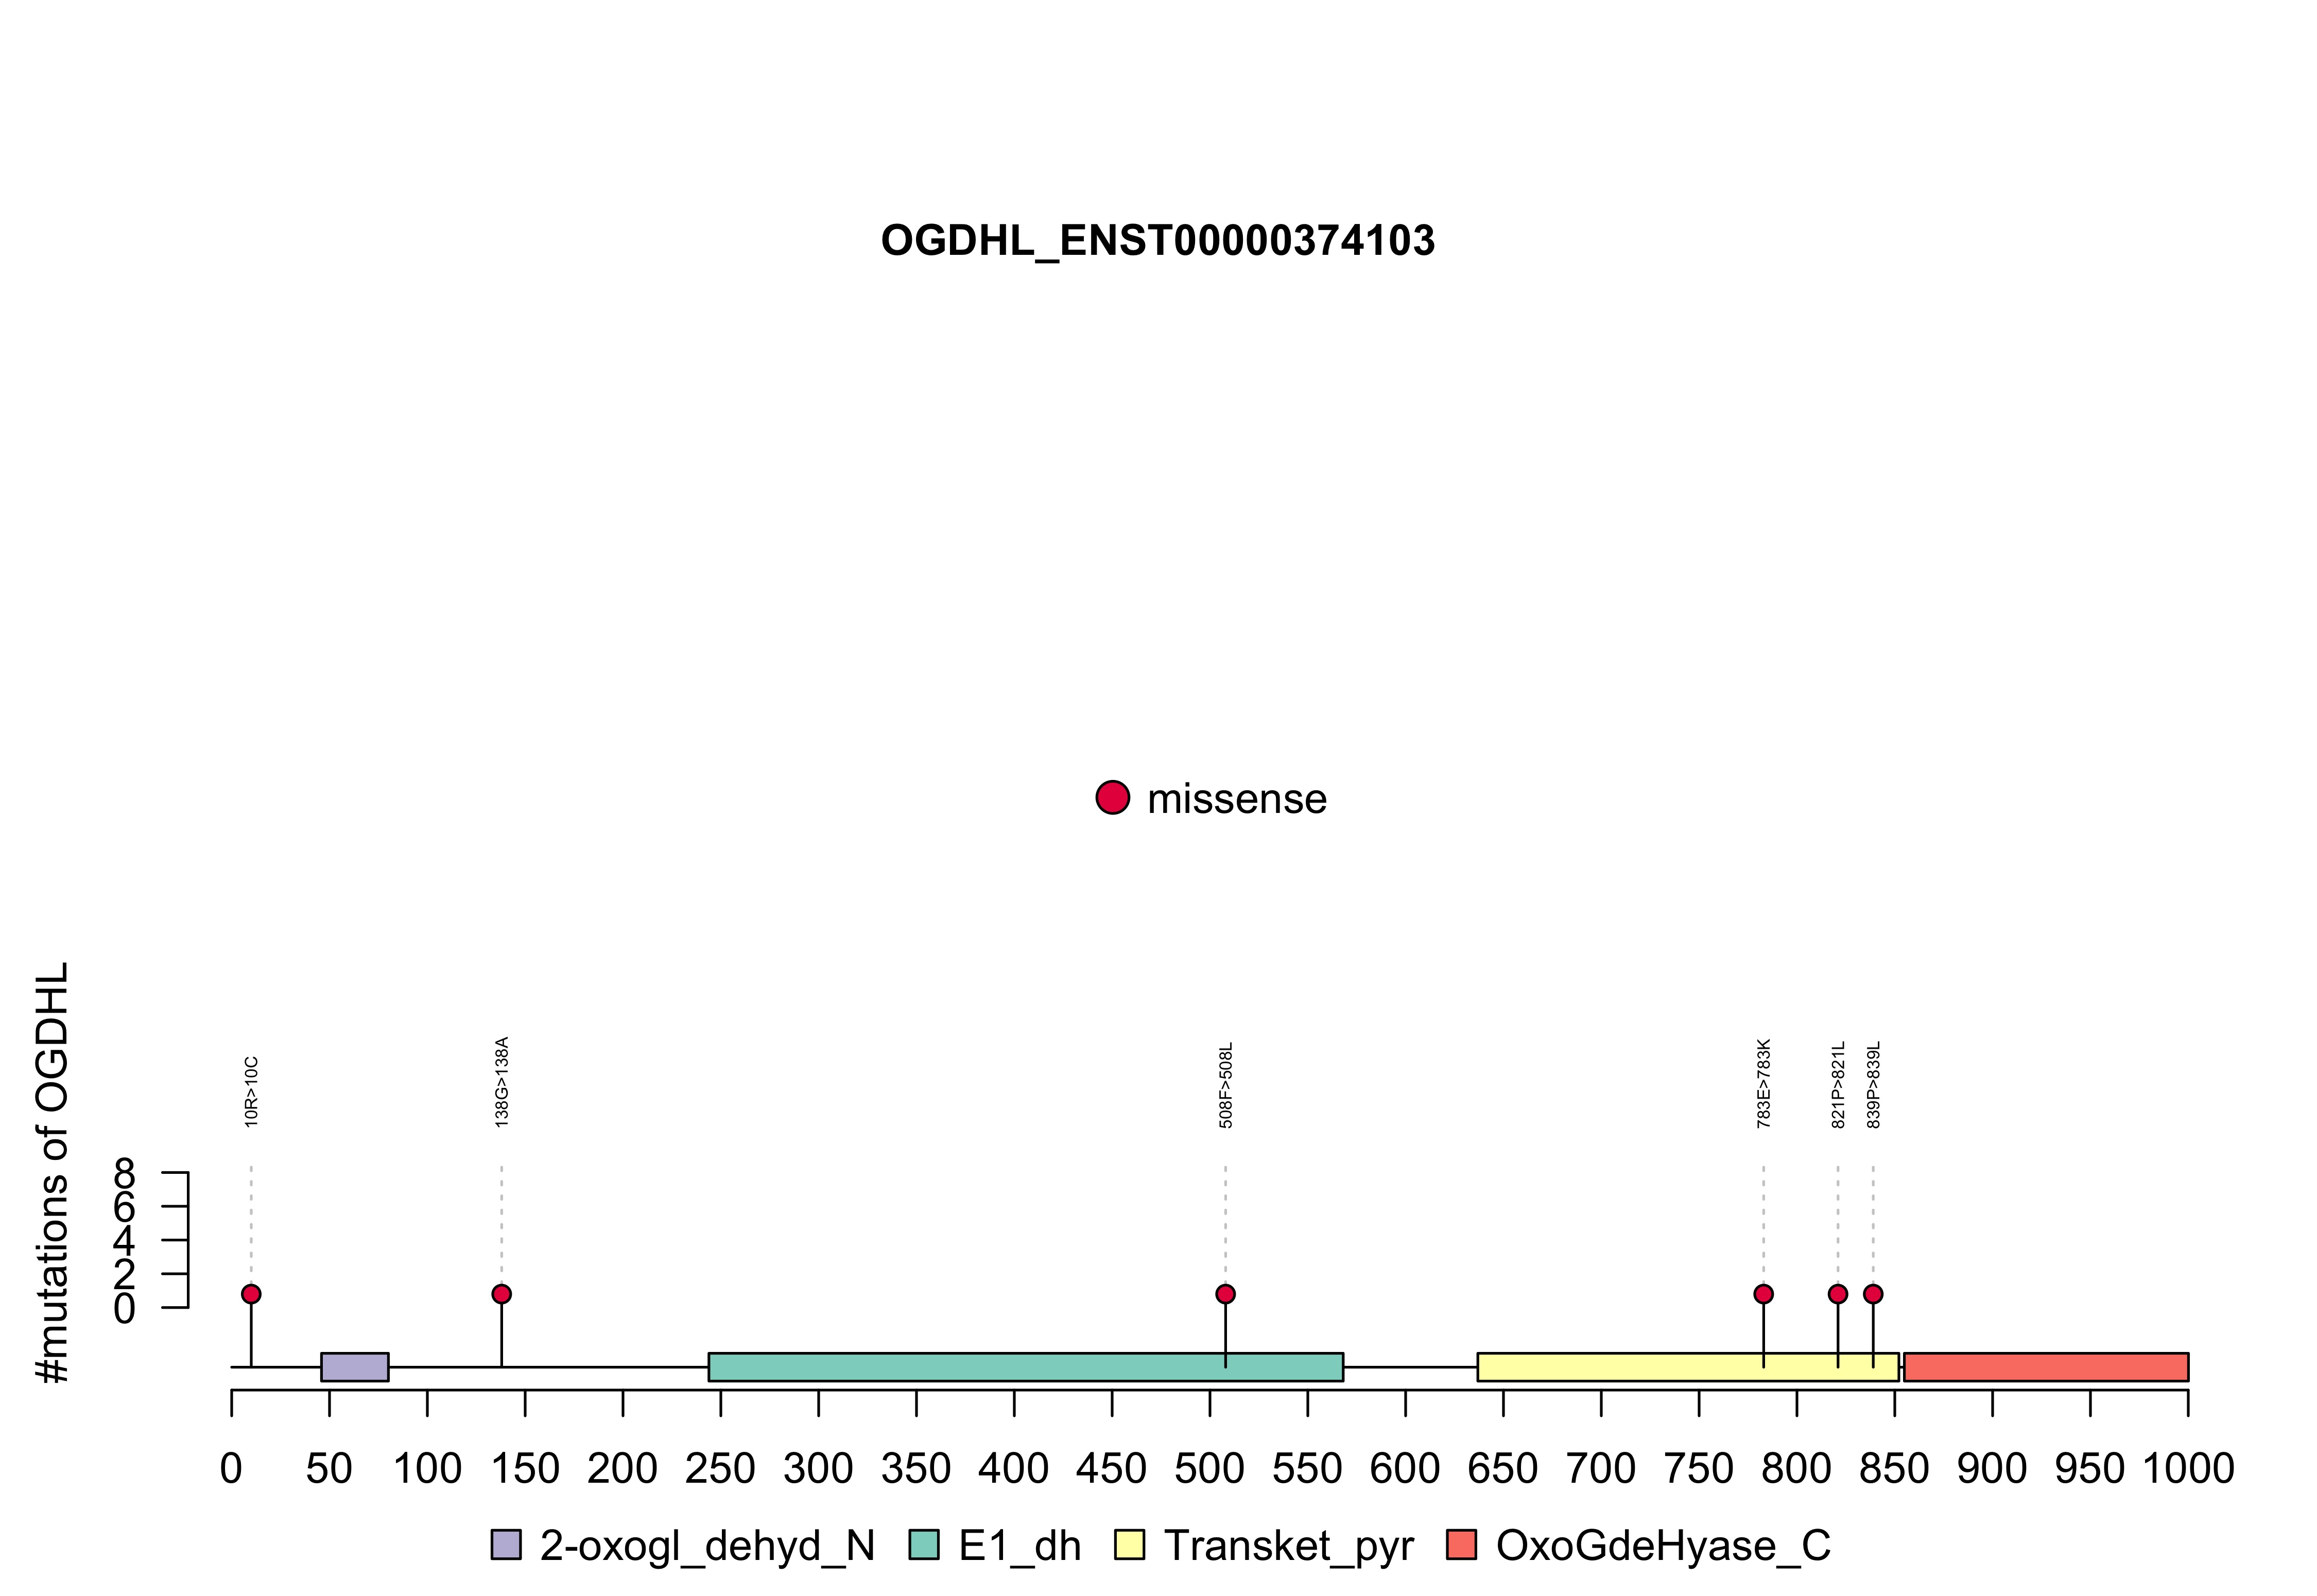 OGDHL_ENST00000374103
missense
#mutations of OGDHL
10R>10C
138G>138A
508F>508L
783E>783K
821P>821L
839P>839L
8
6
4
2
0
0 50 100 150 200 250 300 350 400 450 500 550 600 650 700 750 800 850 900 950 1000
2-oxogl_dehyd_N E1_dh Transket_pyr OxoGdeHyase_C